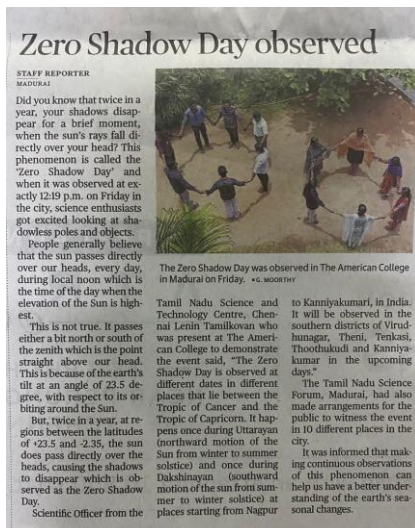 Zero Shadow Day observed
STAFF REPORTER
MADURAI
Did you know that twice in a
year, your shadows disap-
pear for a brief moment,
when the sun's rays fall di-
rectly over your head? This
phenomenon is called the
'Zero Shadow Day' and
when it was observed at ex-
actly 12:19 p.m. on Friday in
the city, science enthusiasts
got excited looking at sha-
dowless poles and objects.
People generally believe
that the sun passes directly
over our heads, every day,
during local noon which is
the time of the day when the
elevation of the Sun is high-
est.
This is not true. It passes
either a bit north or south of
the zenith which is the point
straight above our head.
This is because of the earth's
tilt at an angle of 23.5 de-
gree, with respect to its or-
biting around the Sun.
But, twice in a year, at re-
gions between the latitudes
of +23.5 and -2.35, the sun
does pass directly over the
heads, causing the shadows
to disappear which is ob-
served as the Zero Shadow
Day.
Scientific Officer from the
The Zero Shadow Day was observed in The American College
in Madurai on Friday. • G. MOORTHY
Tamil Nadu Science and
Technology Centre, Chen-
nai Lenin Tamilkovan who
was present at The Ameri-
can College to demonstrate
the event said, "The Zero
Shadow Day is observed at
different dates in different
places that lie between the
Tropic of Cancer and the
Tropic of Capricorn. It hap-
pens once during Uttarayan
(northward motion of the
Sun from winter to summer
solstice) and once during
Dakshinayan (southward
motion of the sun from sum-
mer to winter solstice) at
places starting from Nagpur
to Kanniyakumari, in India.
It will be observed in the
southern districts of Virud-
hunagar, Theni, Tenkasi,
Thoothukudi and Kanniya-
kumari in the upcoming
days."
The Tamil Nadu Science
Forum, Madurai, had also
made arrangements for the
public to witness the event
in 10 different places in the
city.
It was informed that ma-
king continuous observations
of this phenomenon can
help us have a better under-
standing of the earth's sea-
sonal changes.